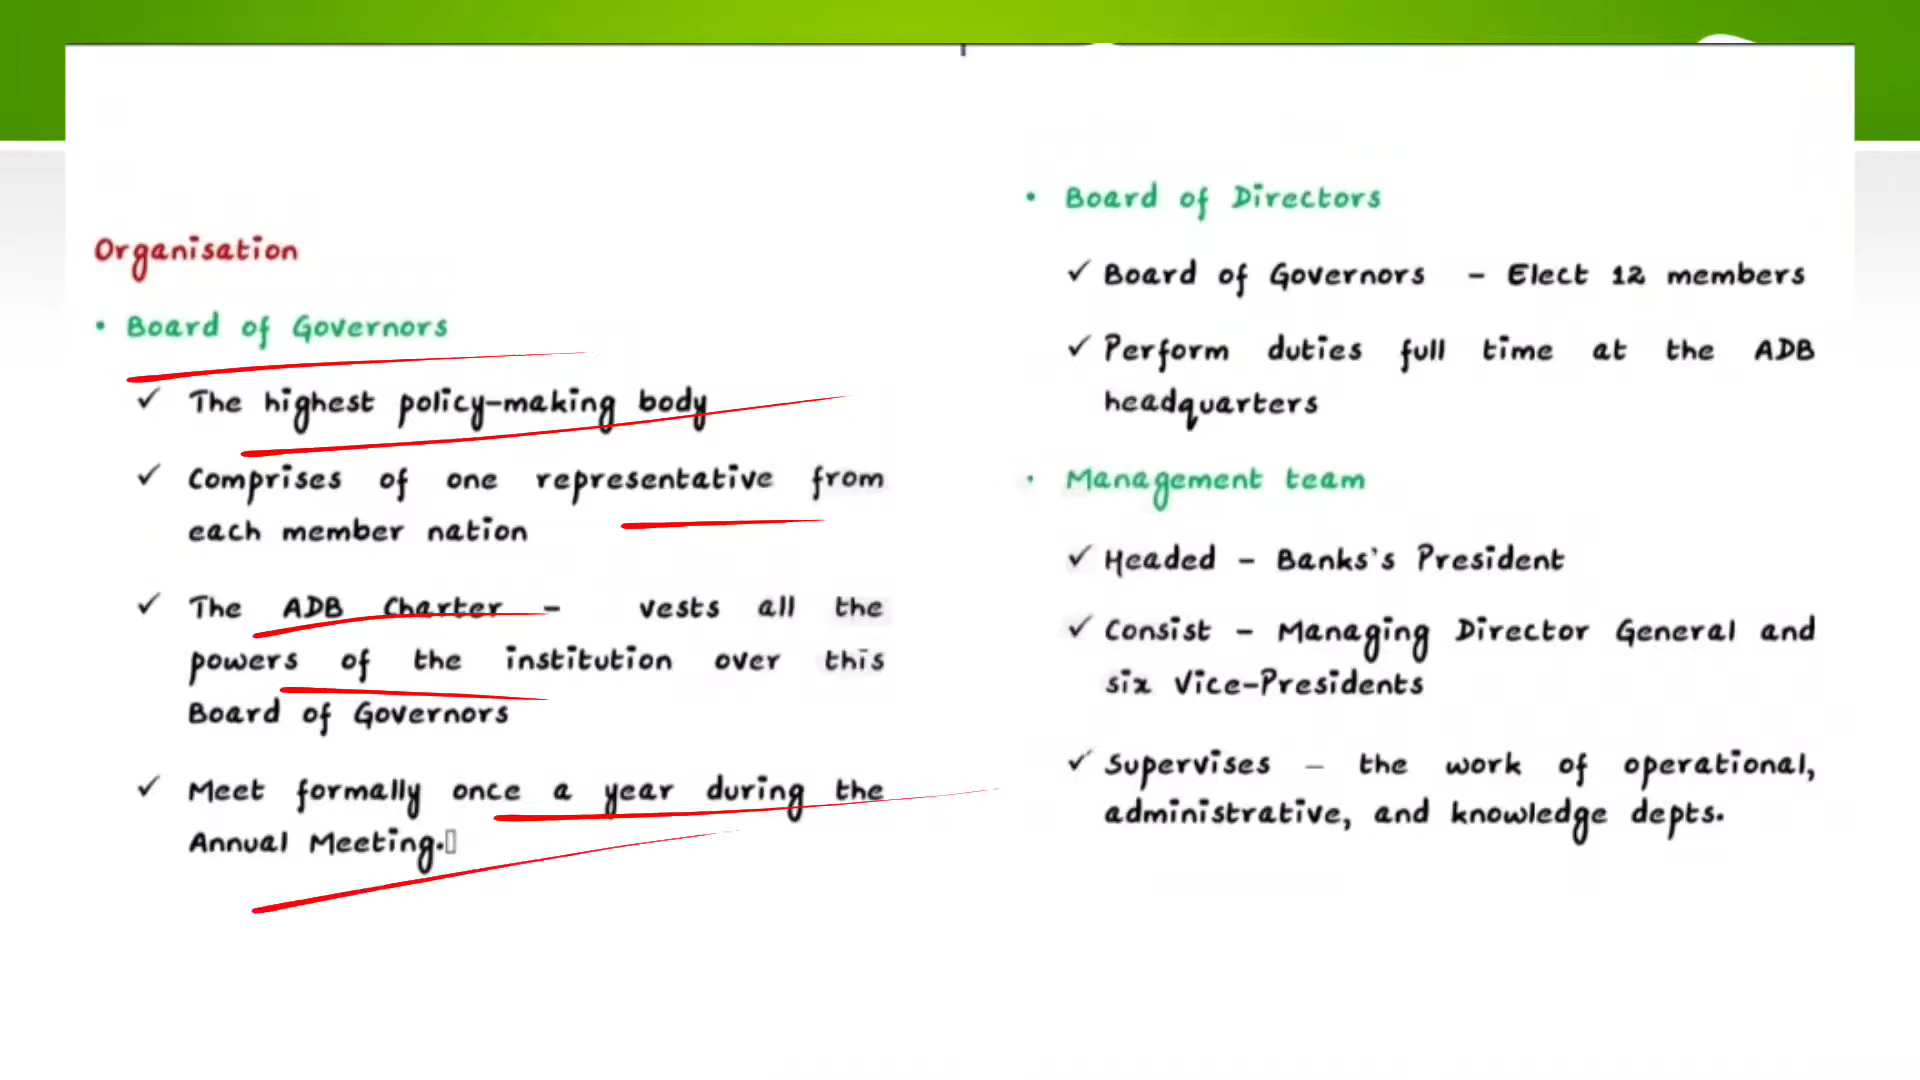 Organisation
• Board of Governors
✓ The highest policy-making body
✓ Comprises of one representative from
each member nation
✓ The ADB Charter - vests all the
powers of the institution over this
Board of Governors
✓ Meet formally once a year during the
Annual Meeting.
• Board of Directors
✓ Board of Governors - Elect 12 members
✓ Perform duties full time at the ADB
headquarters
• Management team
✓ Headed - Banks's President
✓ Consist - Managing Director General and
six Vice-Presidents
✓ Supervises – the work of operational,
administrative, and knowledge depts.